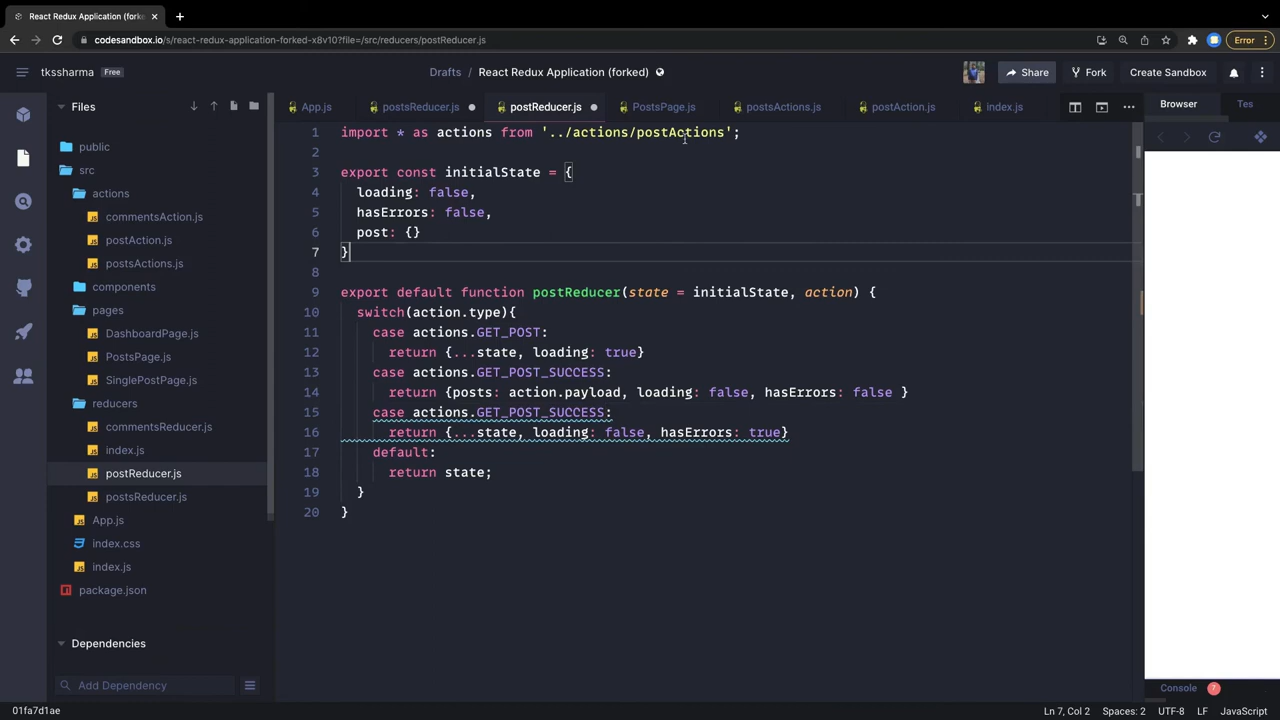 React Redux Application (forked)
codesandbox.io/s/react-redux-application-forked-x8v10?file=/src/reducers/postReducer.js
Error
tkssharma
Free
Drafts / React Redux Application (forked)
Share
Fork
Create Sandbox
Files
App.js
postsReducer.js
postReducer.js
PostsPage.js
postsActions.js
postAction.js
index.js
Browser
Tes
public
src
actions
commentsAction.js
postAction.js
postsActions.js
components
pages
DashboardPage.js
PostsPage.js
SinglePostPage.js
reducers
commentsReducer.js
index.js
postReducer.js
postsReducer.js
App.js
index.css
index.js
package.json
Dependencies
Add Dependency
1 import * as actions from '../actions/postActions';
2
3 export const initialState = {
4 loading: false,
5 hasErrors: false,
6 post: {}
7 }
8
9 export default function postReducer(state = initialState, action) {
10 switch(action.type){
11 case actions.GET_POST:
12 return {...state, loading: true}
13 case actions.GET_POST_SUCCESS:
14 return {posts: action.payload, loading: false, hasErrors: false }
15 case actions.GET_POST_SUCCESS:
16 return {...state, loading: false, hasErrors: true}
17 default:
18 return state;
19 }
20 }
Console 7
01fa7d1ae
Ln 7, Col 2
Spaces: 2
UTF-8
LF
JavaScript